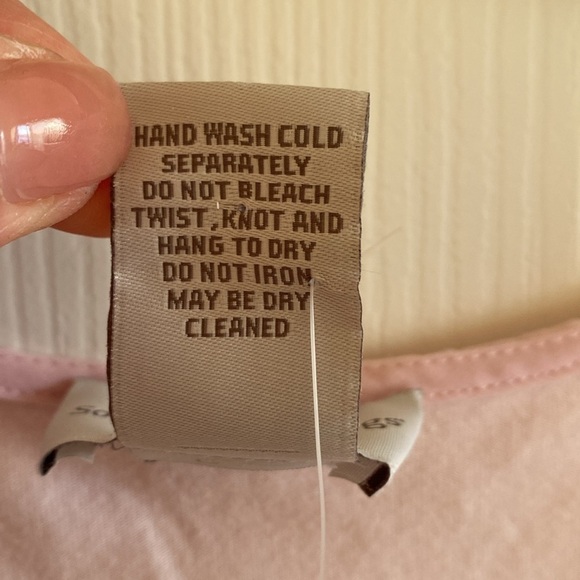 HAND WASH COLD
SEPARATELY
DO NOT BLEACH
TWIST, KNOT AND
HANG TO DRY
DO NOT IRON
MAY BE DRY
CLEANED